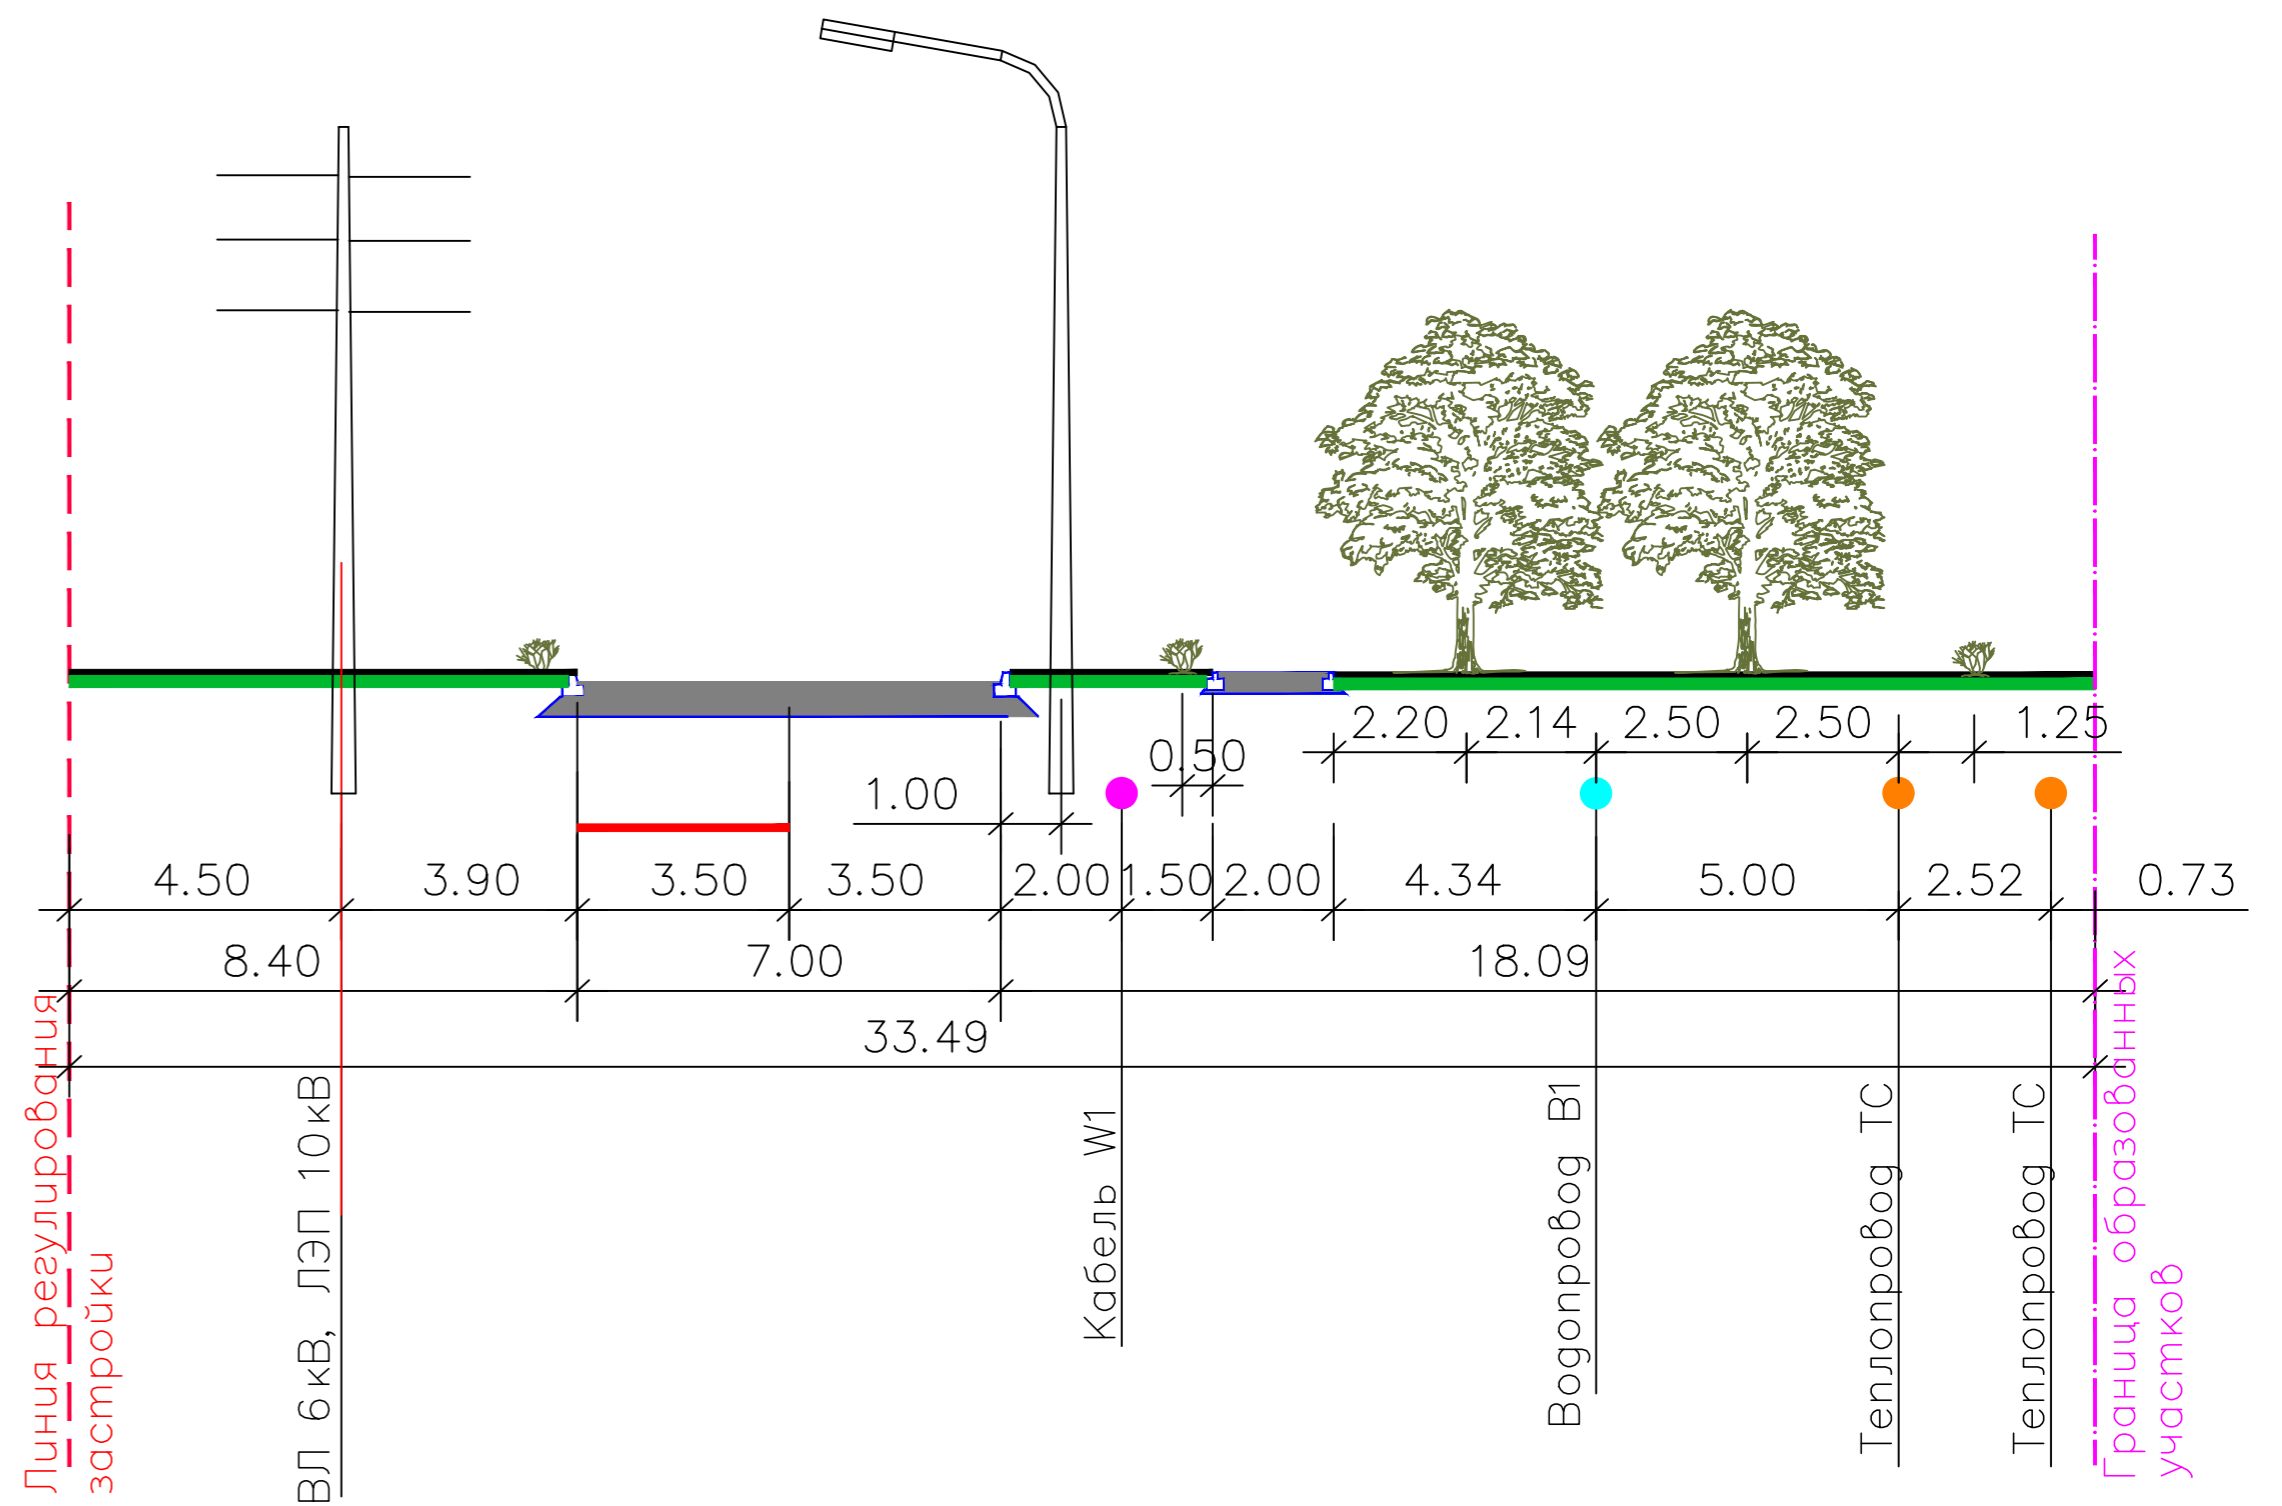 2.20 2.14 2.50 2.50 1.25
0.50
1.00
4.50 3.90 3.50 3.50 2.00 1.50 2.00 4.34 5.00 2.52 0.73
8.40 7.00 18.09
33.49
Линия регулирования
застройки
ВЛ 6кВ, ЛЭП 10кВ
Кабель W1
Водопровод В1
Теплопровод ТС
Теплопровод ТС
Граница образованных
участков